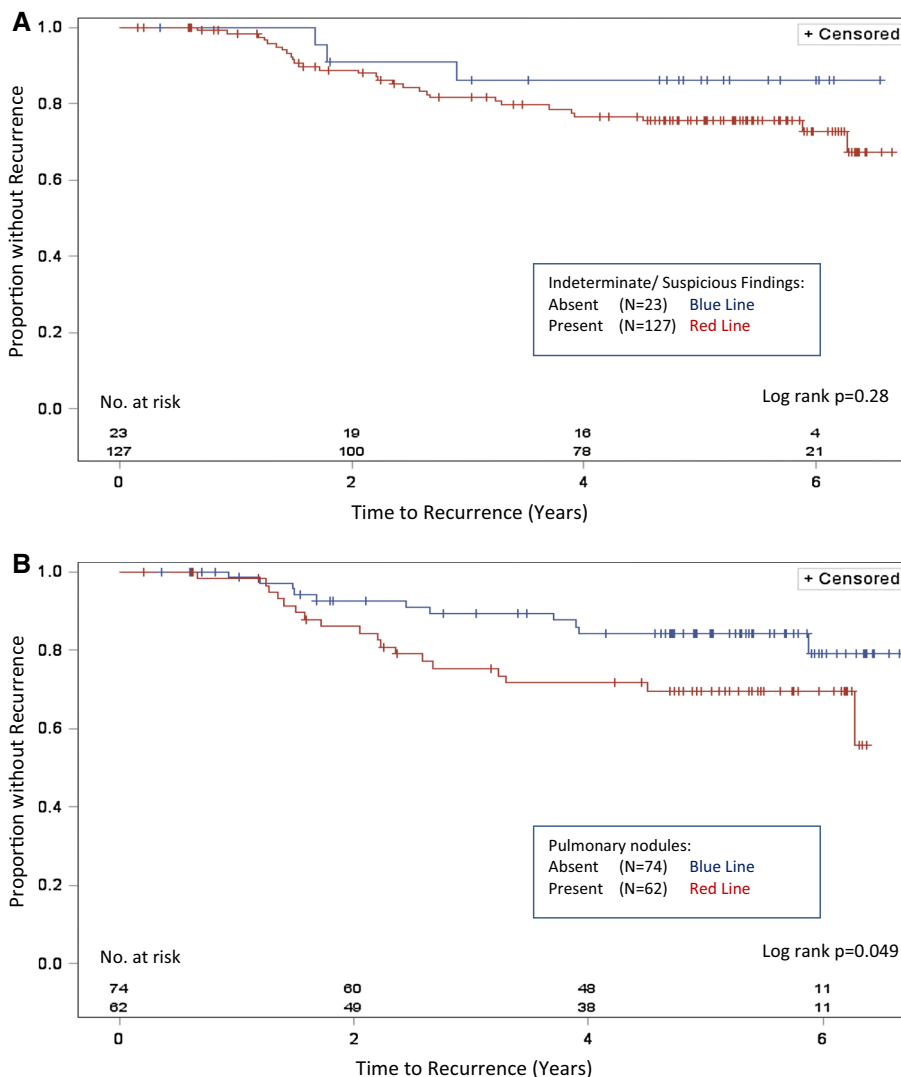 A
1.0
+ Censored
0.8
0.6
0.4
0.2
0.0
Proportion without Recurrence
Indeterminate/ Suspicious Findings:
Absent (N=23) Blue Line
Present (N=127) Red Line
No. at risk
Log rank p=0.28
23 19 16 4
127 100 78 21
0 2 4 6
Time to Recurrence (Years)
B
1.0
+ Censored
0.8
0.6
0.4
0.2
0.0
Proportion without Recurrence
Pulmonary nodules:
Absent (N=74) Blue Line
Present (N=62) Red Line
No. at risk
Log rank p=0.049
74 60 48 11
62 49 38 11
0 2 4 6
Time to Recurrence (Years)